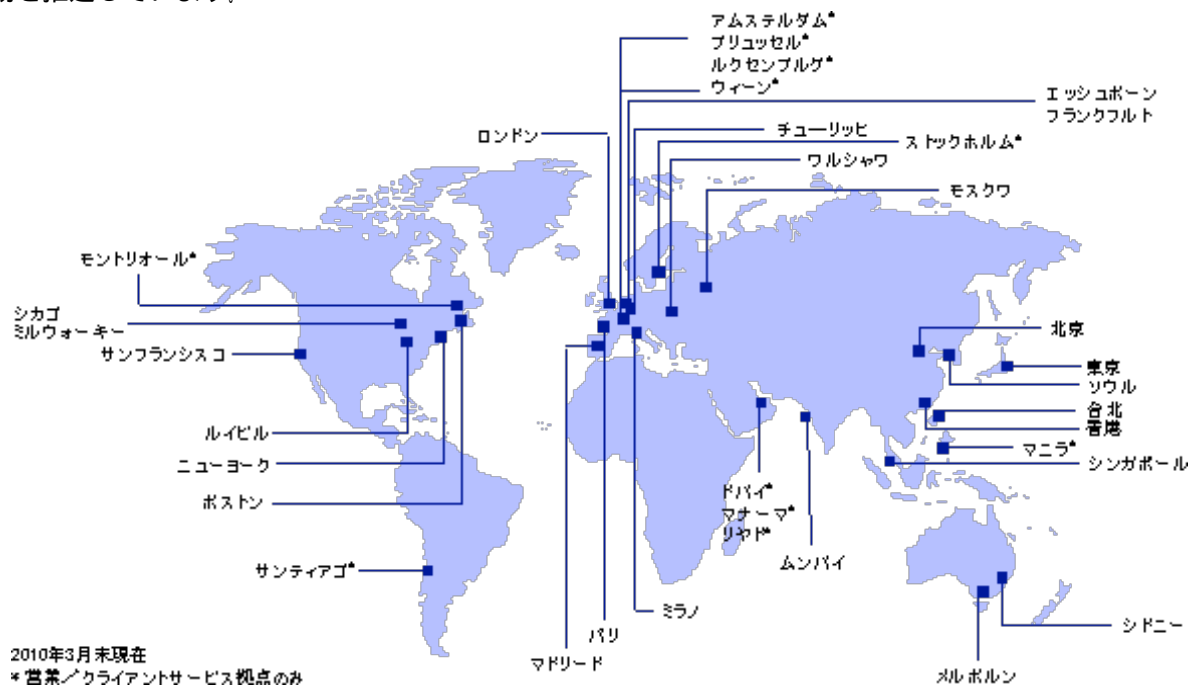 を推進しています。
アムステルダム*
ブリュッセル*
ルクセンブルグ*
ウィーン*
エッシュボーン
フランクフルト
ロンドン
チューリッヒ
ストックホルム*
ワルシャワ
モスクワ
モントリオール*
シカゴ
ミルウォーキー
サンフランシスコ
北京
東京
ソウル
台北
香港
マニラ*
シンガポール
ルイビル
ニューヨーク
ボストン
ドバイ*
マナーマ*
リヤド*
ムンバイ
サンティアゴ*
ミラノ
パリ
マドリード
シドニー
メルボルン
2010年3月末現在
*営業/クライアントサービス拠点のみ